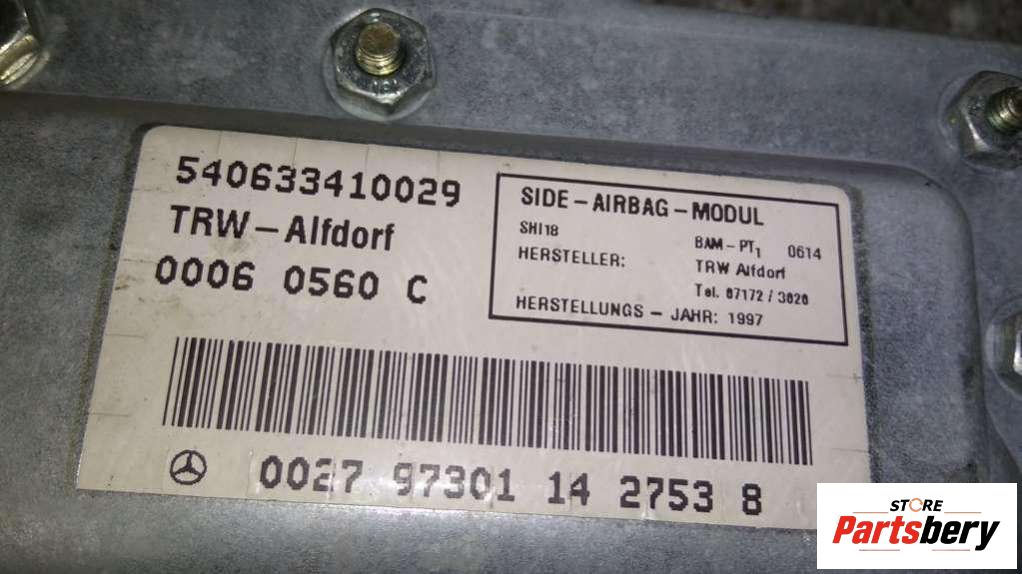 540633410029
TRW-Alfdorf
0006 0560 C
SIDE-AIRBAG-MODUL
SHI18
BAM-PT1 0614
HERSTELLER: TRW Alfdorf
Tel. 07172 / 3020
HERSTELLUNGS - JAHR: 1997
0027 97301 14 2753 8
STORE
Partsbery